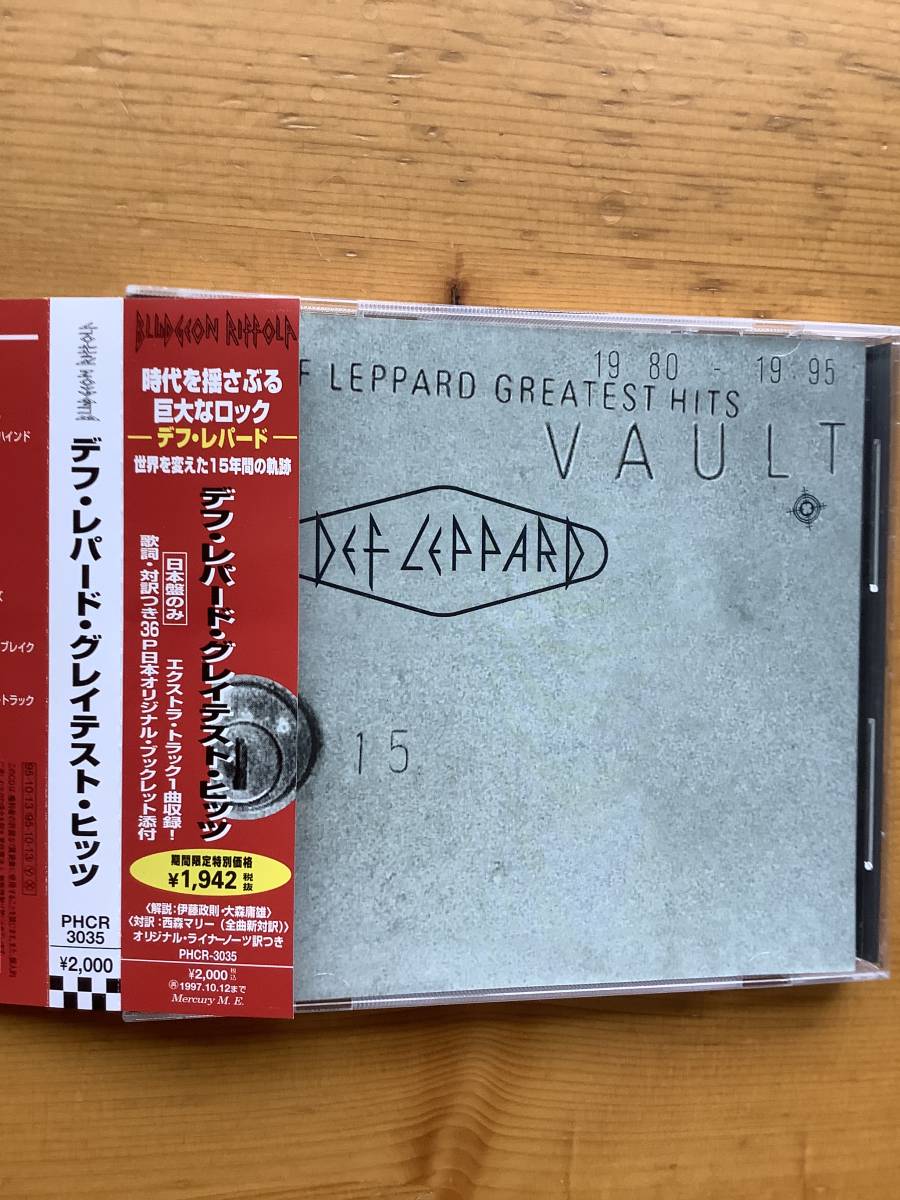 ハインド
ブレイク
トラック
95・10・13
95・10・13
デフ・レパード・グレイテスト・ヒッツ
PHCR
3035
¥2,000
BLUDGEON RIFFOLA
時代を揺さぶる
巨大なロック
─デフ・レパード─
世界を変えた15年間の軌跡
デフ・レパード・グレイテスト・ヒッツ
日本盤のみ
エクストラ・トラック1曲収録!
歌詞・対訳つき36P日本オリジナル・ブックレット添付
期間限定特別価格
¥1,942 税抜
〈解説:伊藤政則・大森庸雄〉
〈対訳:西森マリー(全曲新対訳)〉
オリジナル・ライナーノーツ訳つき
PHCR-3035
¥2,000 税込
再 1997.10.12まで
Mercury M. E.
19 80 - 19 95
F LEPPARD GREATEST HITS
VAULT
DEF LEPPARD
15